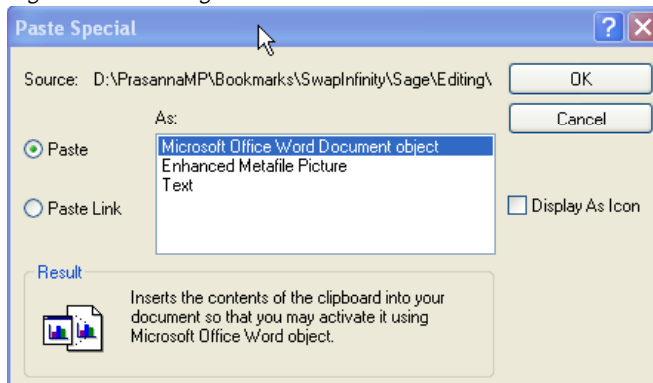 Paste Special
Source: D:\PrasannaMP\Bookmarks\SwapInfinity\Sage\Editing\
OK
As:
Cancel
Paste
Microsoft Office Word Document object
Enhanced Metafile Picture
Text
Paste Link
Display As Icon
Result
Inserts the contents of the clipboard into your
document so that you may activate it using
Microsoft Office Word object.